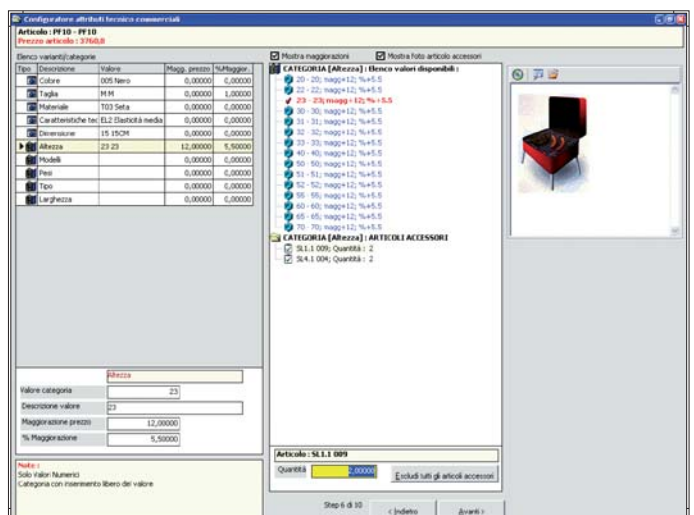 Configuratore attributi tecnico commerciali
Articolo : PF10 - PF10
Prezzo articolo : 3760,8
Elenco varianti/categorie
Tipo Descrizione Valore Magg. prezzo %Maggior.
Colore 005 Nero 0,00000 0,00000
Taglia M M 0,00000 1,00000
Materiale T03 Seta 0,00000 0,00000
Caratteristiche tec EL2 Elasticità media 0,00000 0,00000
Dimensione 15 15CM 0,00000 0,00000
Altezza 23 23 12,00000 5,50000
Modelli 0,00000 0,00000
Pesi 0,00000 0,00000
Tipo 0,00000 0,00000
Larghezza 0,00000 0,00000
Altezza
Valore categoria 23
Descrizione valore 23
Maggiorazione prezzo 12,00000
% Maggiorazione 5,50000
Note :
Solo Valori Numerici
Categoria con inserimento libero del valore
Mostra maggiorazioni Mostra foto articolo accessori
CATEGORIA [Altezza] : Elenco valori disponibili :
20 - 20; magg+12; %+5.5
22 - 22; magg+12; %+5.5
23 - 23; magg+12; %+5.5
30 - 30; magg+12; %+5.5
31 - 31; magg+12; %+5.5
32 - 32; magg+12; %+5.5
33 - 33; magg+12; %+5.5
40 - 40; magg+12; %+5.5
50 - 50; magg+12; %+5.5
51 - 51; magg+12; %+5.5
52 - 52; magg+12; %+5.5
55 - 55; magg+12; %+5.5
60 - 60; magg+12; %+5.5
65 - 65; magg+12; %+5.5
70 - 70; magg+12; %+5.5
CATEGORIA [Altezza] : ARTICOLI ACCESSORI
SL1.1 009; Quantità : 2
SL4.1 004; Quantità : 2
Articolo : SL1.1 009
Quantità 2,00000 Escludi tutti gli articoli accessori
Step 6 di 10 < Indietro Avanti >